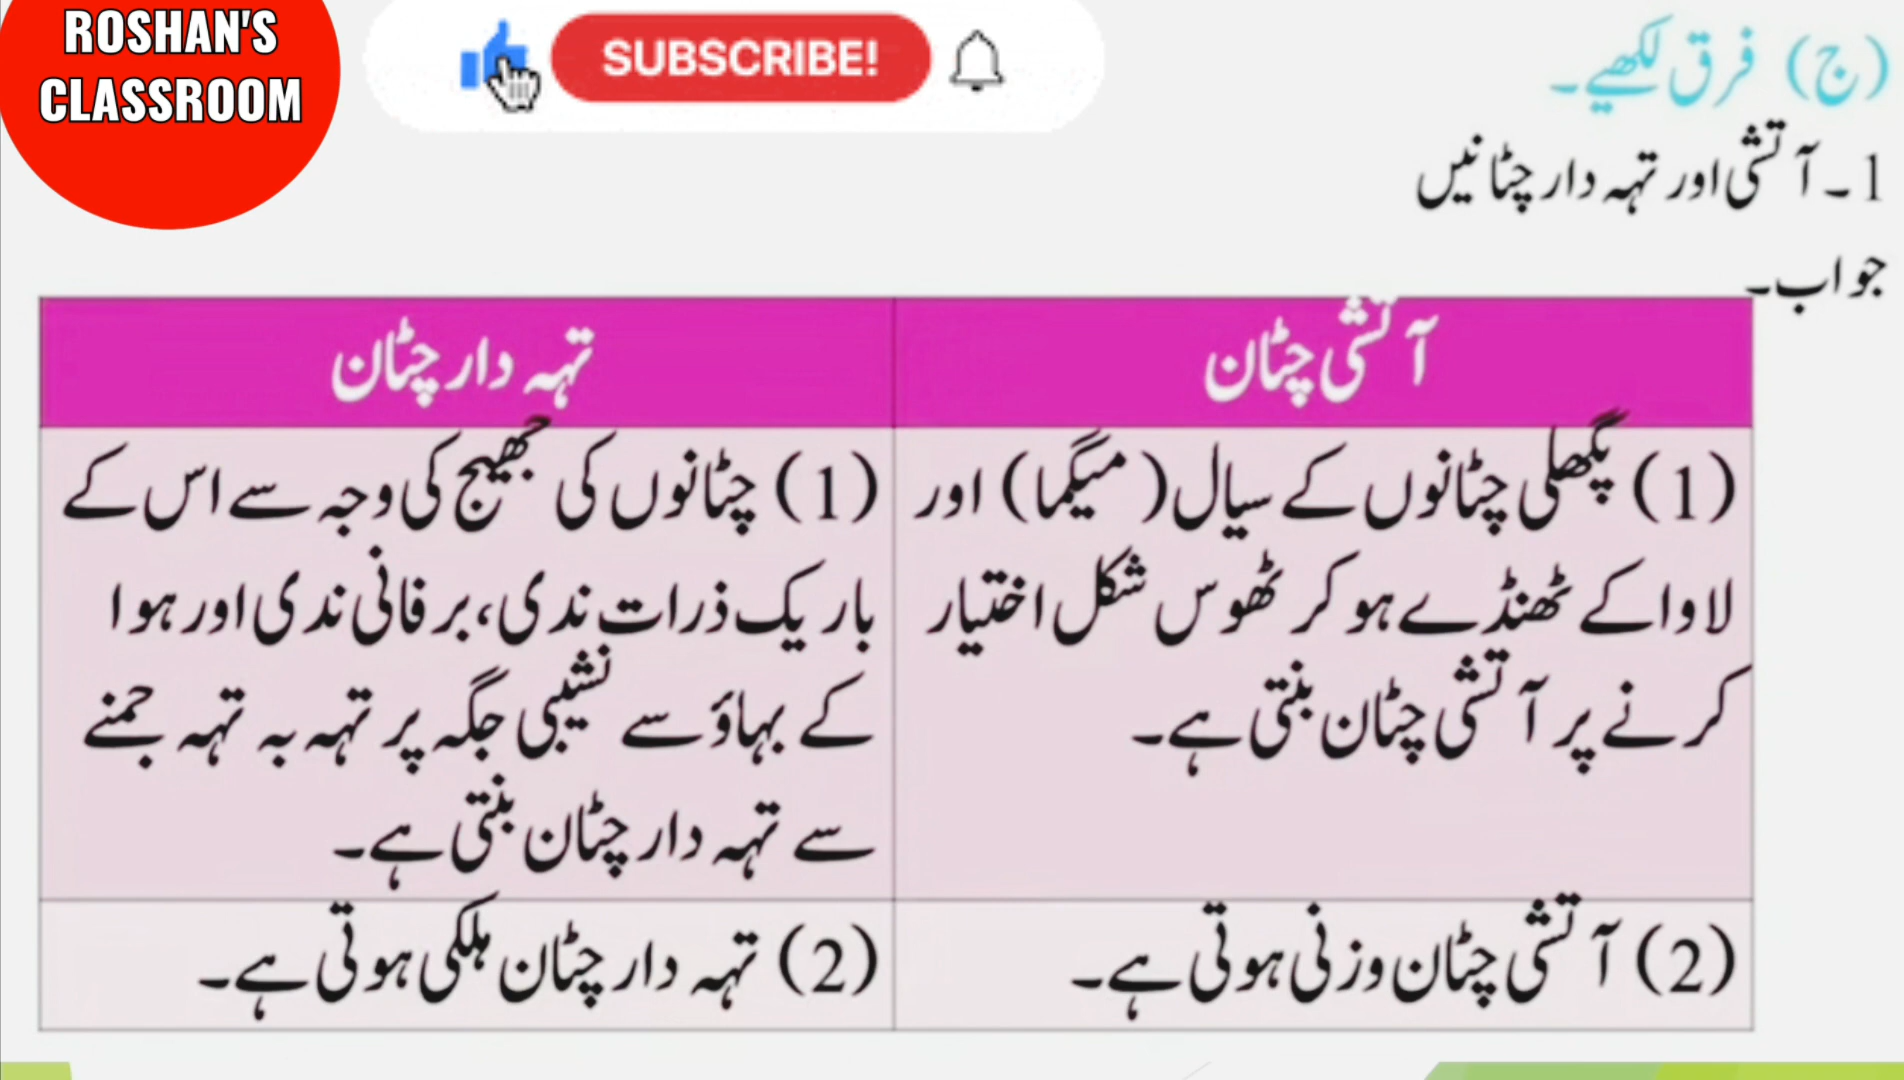 ROSHAN'S
CLASSROOM
SUBSCRIBE!
(ج) فرق لکھیے۔
1۔ آتشی اور تہہ دار چٹانیں
جواب۔
آتشی چٹان
تہہ دار چٹان
(1) پگھلی چٹانوں کے سیال (میگما) اور
لاوا کے ٹھنڈے ہو کر ٹھوس شکل اختیار
کرنے پر آتشی چٹان بنتی ہے۔
(1) چٹانوں کی چھیج کی وجہ سے اس کے
باریک ذرات ندی، برفانی ندی اور ہوا
کے بہاؤ سے نشیبی جگہ پر تہہ بہ تہہ جمنے
سے تہہ دار چٹان بنتی ہے۔
(2) آتشی چٹان وزنی ہوتی ہے۔
(2) تہہ دار چٹان ہلکی ہوتی ہے۔